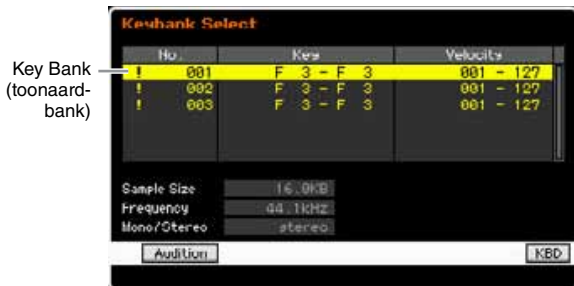 Keybank Select
No. Key Velocity
Key Bank (toonaard-bank)
! 001 F 3 - F 3 001 - 127
! 002 F 3 - F 3 001 - 127
! 003 F 3 - F 3 001 - 127
Sample Size 16.0KB
Frequency 44.1kHz
Mono/Stereo stereo
Audition KBD